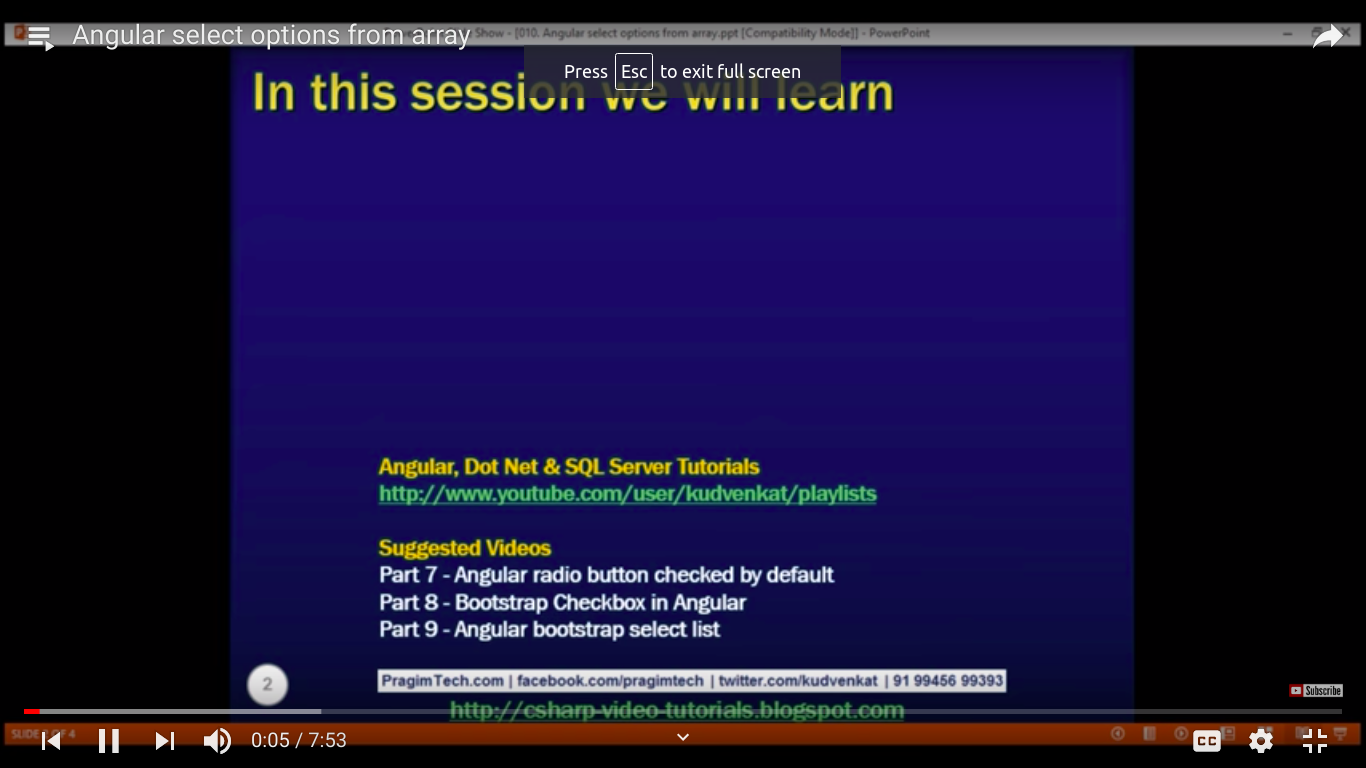 Angular select options from array
Show - [010. Angular select options from array.ppt [Compatibility Mode]] - PowerPoint
Press Esc to exit full screen
In this session we will learn
Angular, Dot Net & SQL Server Tutorials
http://www.youtube.com/user/kudvenkat/playlists
Suggested Videos
Part 7 - Angular radio button checked by default
Part 8 - Bootstrap Checkbox in Angular
Part 9 - Angular bootstrap select list
2
PragimTech.com | facebook.com/pragimtech | twitter.com/kudvenkat | 91 99456 99393
Subscribe
http://csharp-video-tutorials.blogspot.com
SLIDE 2 OF 4
0:05 / 7:53
CC